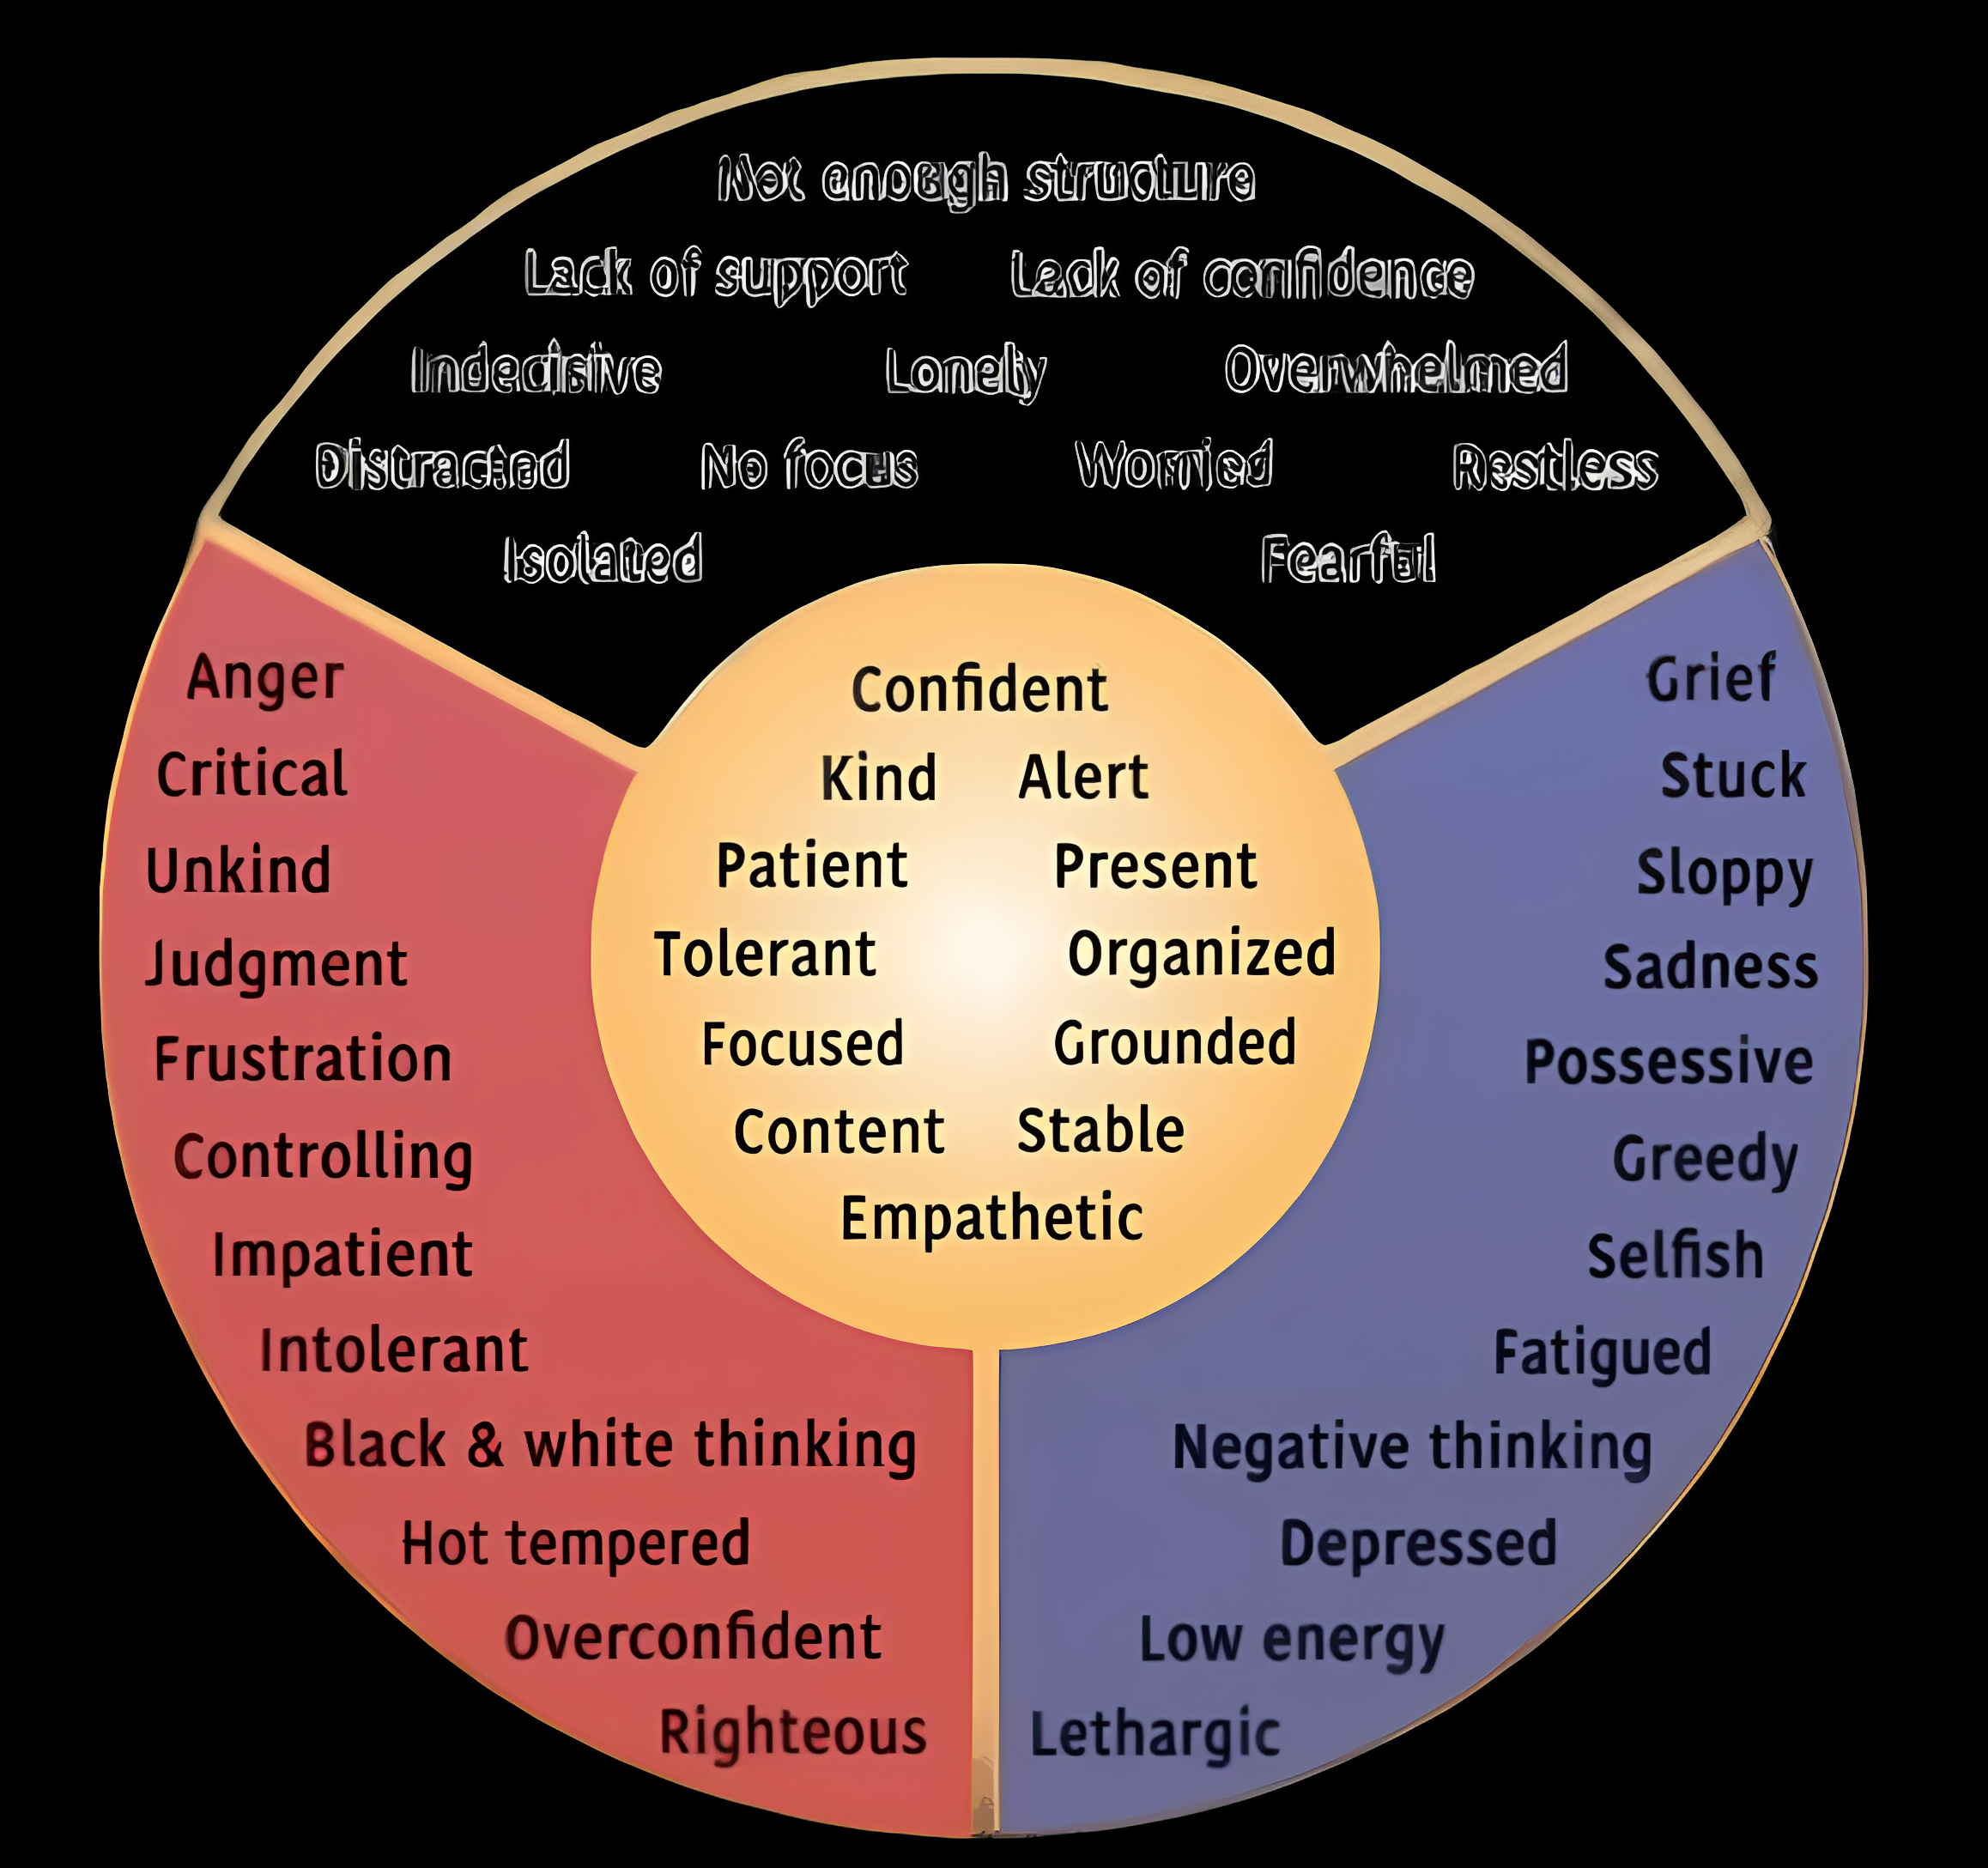 Not enough structure
Lack of support Lack of confidence
Indecisive Lonely Overwhelmed
Distracted No focus Worried Restless
Isolated Fearful
Anger
Critical
Unkind
Judgment
Frustration
Controlling
Impatient
Intolerant
Black & white thinking
Hot tempered
Overconfident
Righteous
Confident
Kind Alert
Patient Present
Tolerant Organized
Focused Grounded
Content Stable
Empathetic
Grief
Stuck
Sloppy
Sadness
Possessive
Greedy
Selfish
Fatigued
Negative thinking
Depressed
Low energy
Lethargic